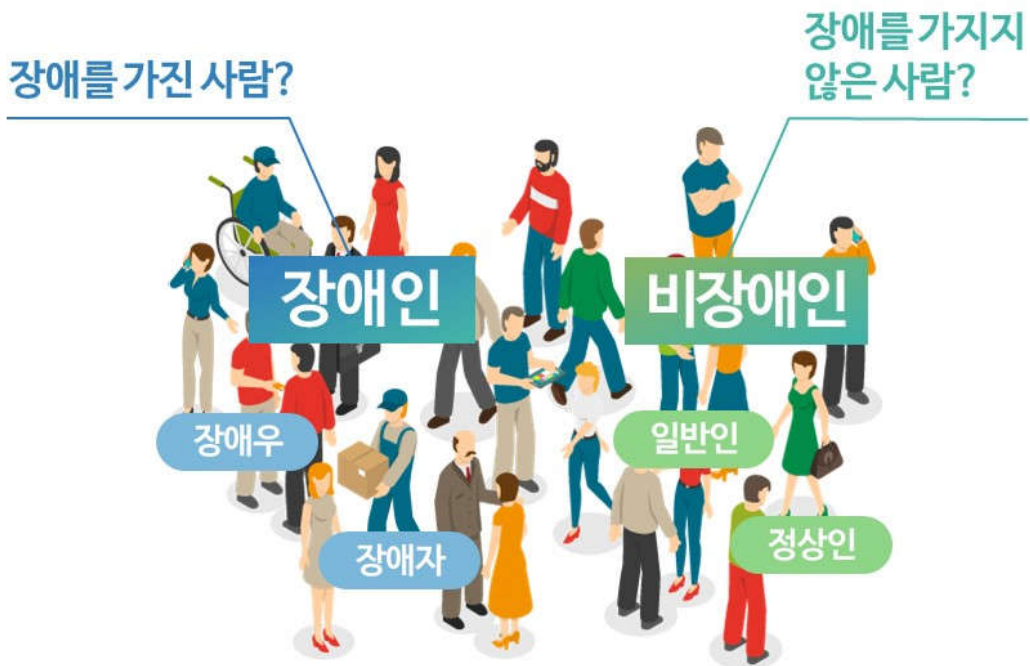 장애를 가진 사람?
장애를 가지지
않은 사람?
장애인
비장애인
장애우
일반인
장애자
정상인